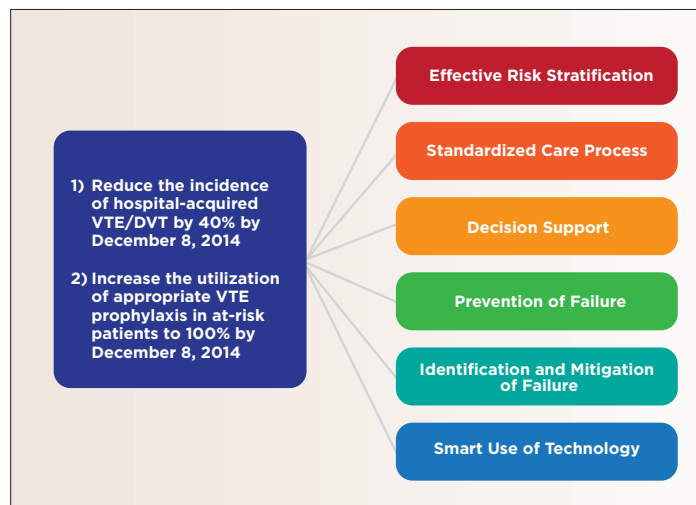 1) Reduce the incidence
of hospital-acquired
VTE/DVT by 40% by
December 8, 2014
2) Increase the utilization
of appropriate VTE
prophylaxis in at-risk
patients to 100% by
December 8, 2014
Effective Risk Stratification
Standardized Care Process
Decision Support
Prevention of Failure
Identification and Mitigation
of Failure
Smart Use of Technology